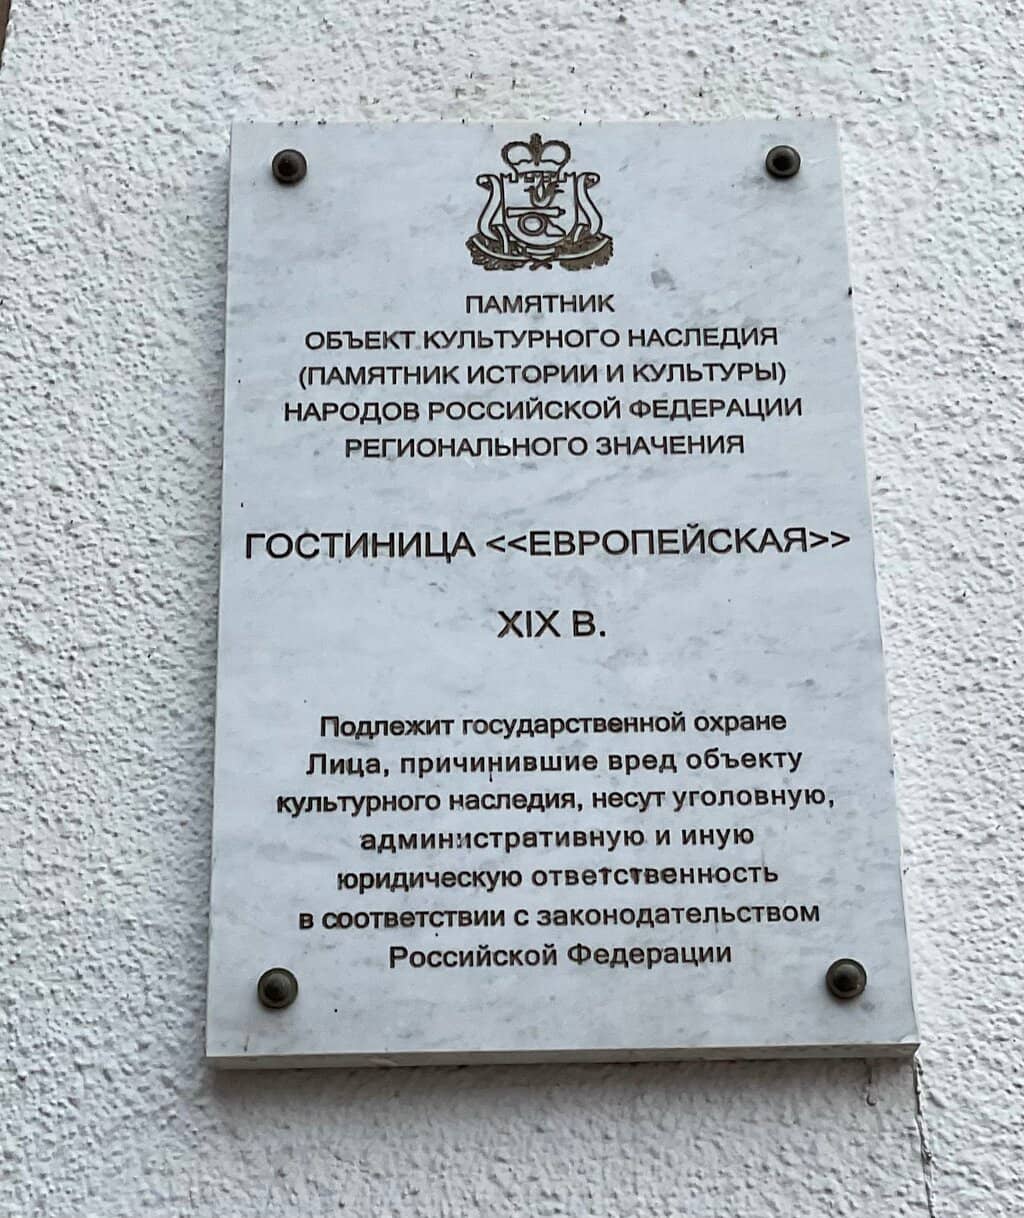 ПАМЯТНИК
ОБЪЕКТ КУЛЬТУРНОГО НАСЛЕДИЯ
(ПАМЯТНИК ИСТОРИИ И КУЛЬТУРЫ)
НАРОДОВ РОССИЙСКОЙ ФЕДЕРАЦИИ
РЕГИОНАЛЬНОГО ЗНАЧЕНИЯ
ГОСТИНИЦА <<ЕВРОПЕЙСКАЯ>>
XIX В.
Подлежит государственной охране
Лица, причинившие вред объекту
культурного наследия, несут уголовную,
административную и иную
юридическую ответственность
в соответствии с законодательством
Российской Федерации